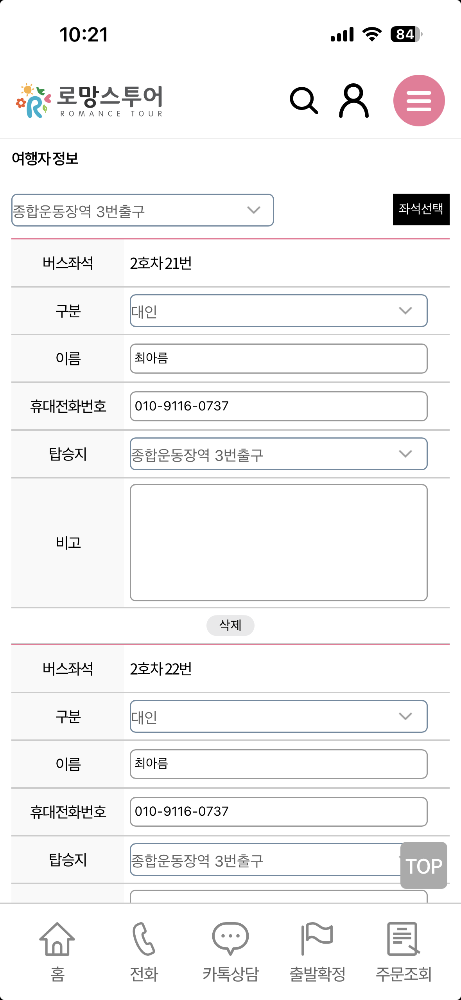 10:21
84
로망스투어
ROMANCE TOUR
여행자 정보
종합운동장역 3번출구
좌석선택
버스좌석
2호차 21번
구분
대인
이름
최아름
휴대전화번호
010-9116-0737
탑승지
종합운동장역 3번출구
비고
삭제
버스좌석
2호차 22번
구분
대인
이름
최아름
휴대전화번호
010-9116-0737
탑승지
종합운동장역 3번출구
TOP
홈
전화
카톡상담
출발확정
주문조회